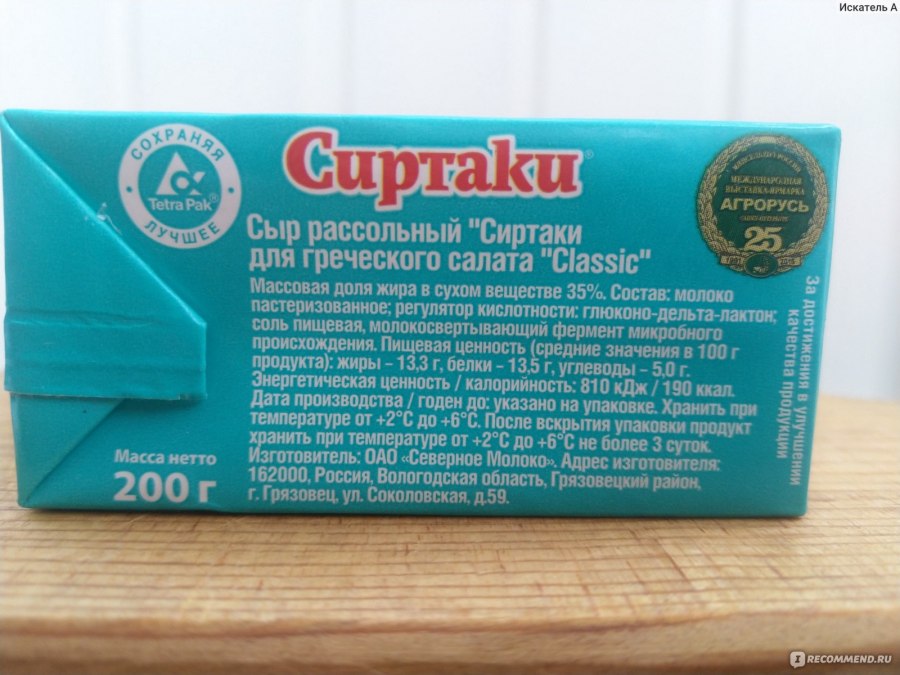 Искатель А
СОХРАНЯЯ
Tetra Pak®
ЛУЧШЕЕ
Сиртаки®
МЕЖДУНАРОДНАЯ
ВЫСТАВКА-ЯРМАРКА
АГРОРУСЬ
25
Сыр рассольный "Сиртаки
для греческого салата "Classic"
Массовая доля жира в сухом веществе 35%. Состав: молоко
пастеризованное; регулятор кислотности: глюконо-дельта-лактон;
соль пищевая, молокосвертывающий фермент микробного
происхождения. Пищевая ценность (средние значения в 100 г
продукта): жиры – 13,3 г, белки – 13,5 г, углеводы – 5,0 г.
Энергетическая ценность / калорийность: 810 кДж / 190 ккал.
Дата производства / годен до: указано на упаковке. Хранить при
температуре от +2°C до +6°C. После вскрытия упаковки продукт
хранить при температуре от +2°C до +6°C не более 3 суток.
Изготовитель: ОАО «Северное Молоко». Адрес изготовителя:
162000, Россия, Вологодская область, Грязовецкий район,
г. Грязовец, ул. Соколовская, д.59.
За достижения в улучшении
качества продукции
Масса нетто
200 г
RECOMMEND.RU